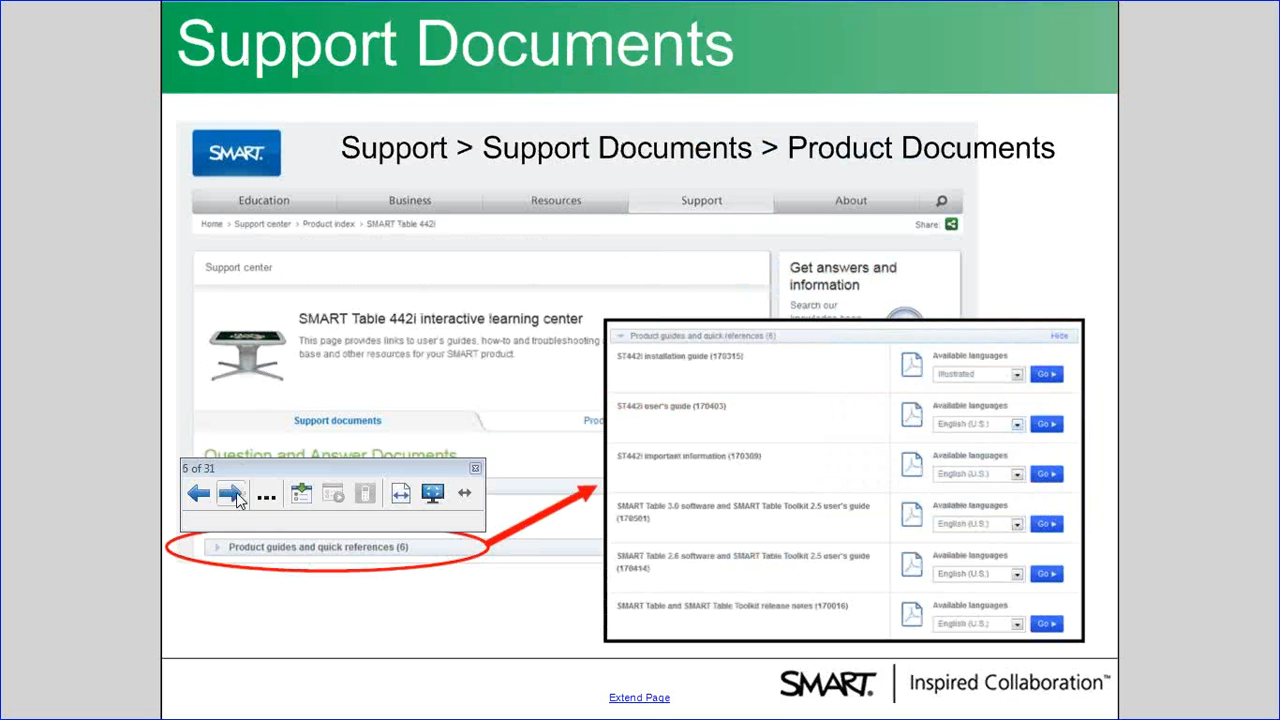 Support Documents
Support > Support Documents > Product Documents
SMART
Education Business Resources Support About
Home > Support center > Product index > SMART Table 442i
Share:
Support center
Get answers and
information
Search our
SMART Table 442i interactive learning center
This page provides links to user's guides, how-to and troubleshooting
base and other resources for your SMART product.
Support documents
Question and Answer Documents
6 of 31
Product guides and quick references (6)
Product guides and quick references (6) Hide
ST442i installation guide (170315)
Available languages
Illustrated Go
ST442i user's guide (170403)
Available languages
English (U.S.) Go
ST442i important information (170309)
Available languages
English (U.S.) Go
SMART Table 3.0 software and SMART Table Toolkit 2.5 user's guide
(170501)
Available languages
English (U.S.) Go
SMART Table 2.6 software and SMART Table Toolkit 2.5 user's guide
(170414)
Available languages
English (U.S.) Go
SMART Table and SMART Table Toolkit release notes (170016)
Available languages
English (U.S.) Go
Extend Page
SMART
Inspired Collaboration™